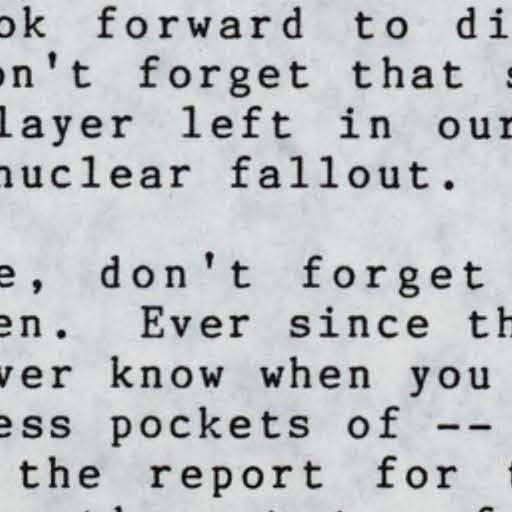 ok forward to di
on't forget that s
layer left in our
nuclear fallout.
e, don't forget
en. Ever since th
ver know when you
ess pockets of --
the report for